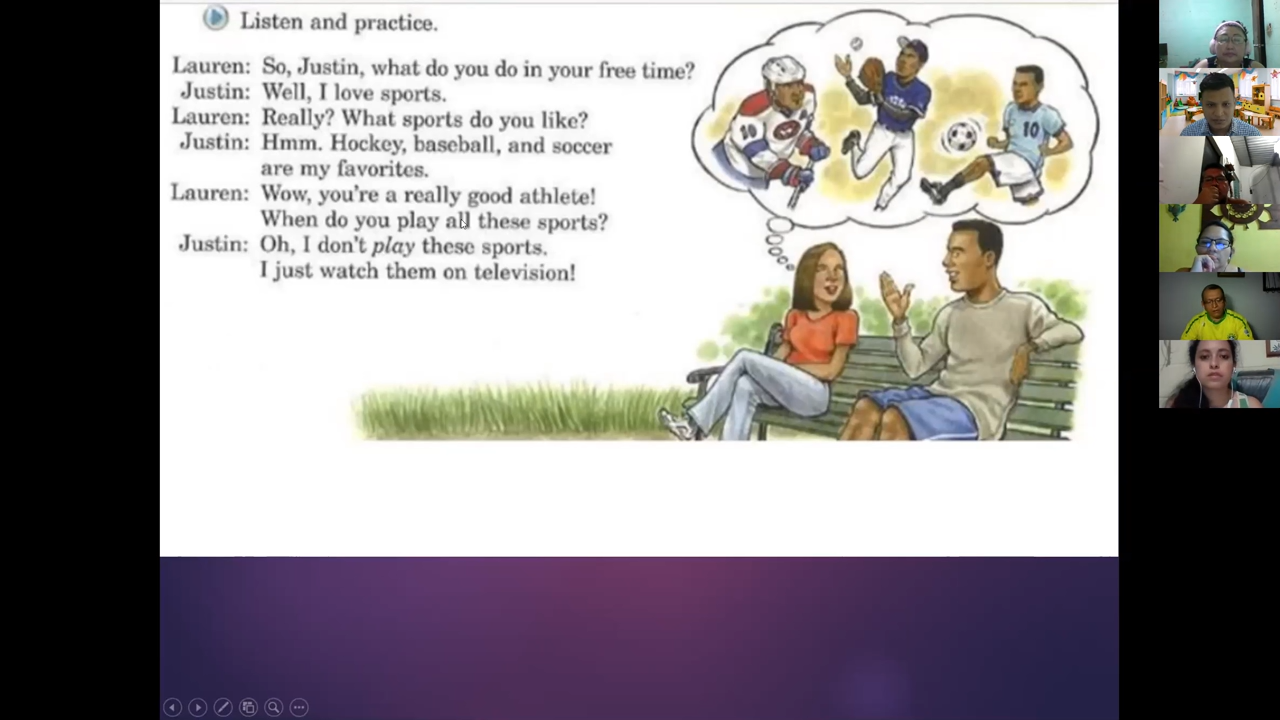 Listen and practice.
Lauren: So, Justin, what do you do in your free time?
Justin: Well, I love sports.
Lauren: Really? What sports do you like?
Justin: Hmm. Hockey, baseball, and soccer
are my favorites.
Lauren: Wow, you're a really good athlete!
When do you play all these sports?
Justin: Oh, I don't play these sports.
I just watch them on television!
10
10